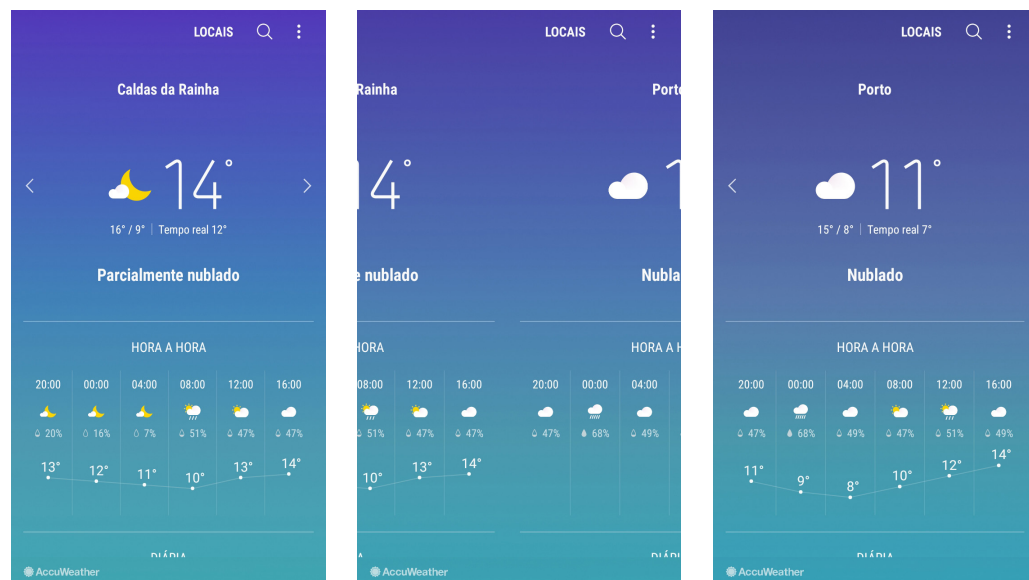 LOCAIS
Caldas da Rainha
14°
16° / 9° | Tempo real 12°
Parcialmente nublado
HORA A HORA
20:00 00:00 04:00 08:00 12:00 16:00
20% 16% 7% 51% 47% 47%
13° 12° 11° 10° 13° 14°
DIÁRIA
AccuWeather
LOCAIS
Rainha Port
4° 1
e nublado Nubla
HORA HORA A H
08:00 12:00 16:00 20:00 00:00 04:00
51% 47% 47% 47% 68% 49%
10° 13° 14°
A DIÁRI
AccuWeather
LOCAIS
Porto
11°
15° / 8° | Tempo real 7°
Nublado
HORA A HORA
20:00 00:00 04:00 08:00 12:00 16:00
47% 68% 49% 47% 51% 49%
11° 9° 8° 10° 12° 14°
DIÁRIA
AccuWeather